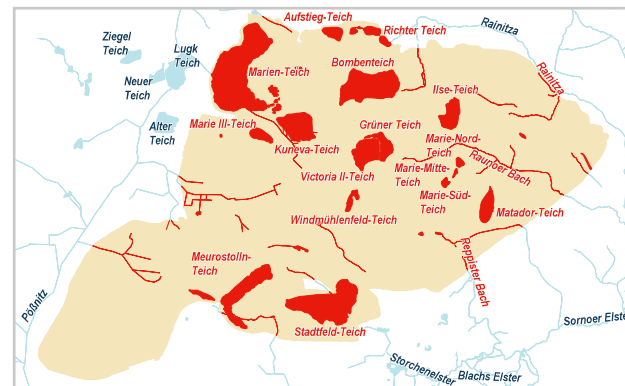 Aufstieg-Teich
Richter Teich
Rainitza
Ziegel
Teich
Lugk
Teich
Neuer
Teich
Marien-Teich
Bombenteich
Rainitza
Ilse-Teich
Alter
Teich
Marie III-Teich
Grüner Teich
Kuneva-Teich
Marie-Nord-
Teich
Raunoer Bach
Marie-Mitte-
Teich
Victoria II-Teich
Marie-Süd-
Teich
Windmühlenfeld-Teich
Matador-Teich
Meurostolln-
Teich
Reppister Bach
Pößnitz
Stadtfeld-Teich
Sornoer Elster
Storchenelster
Blachs Elster